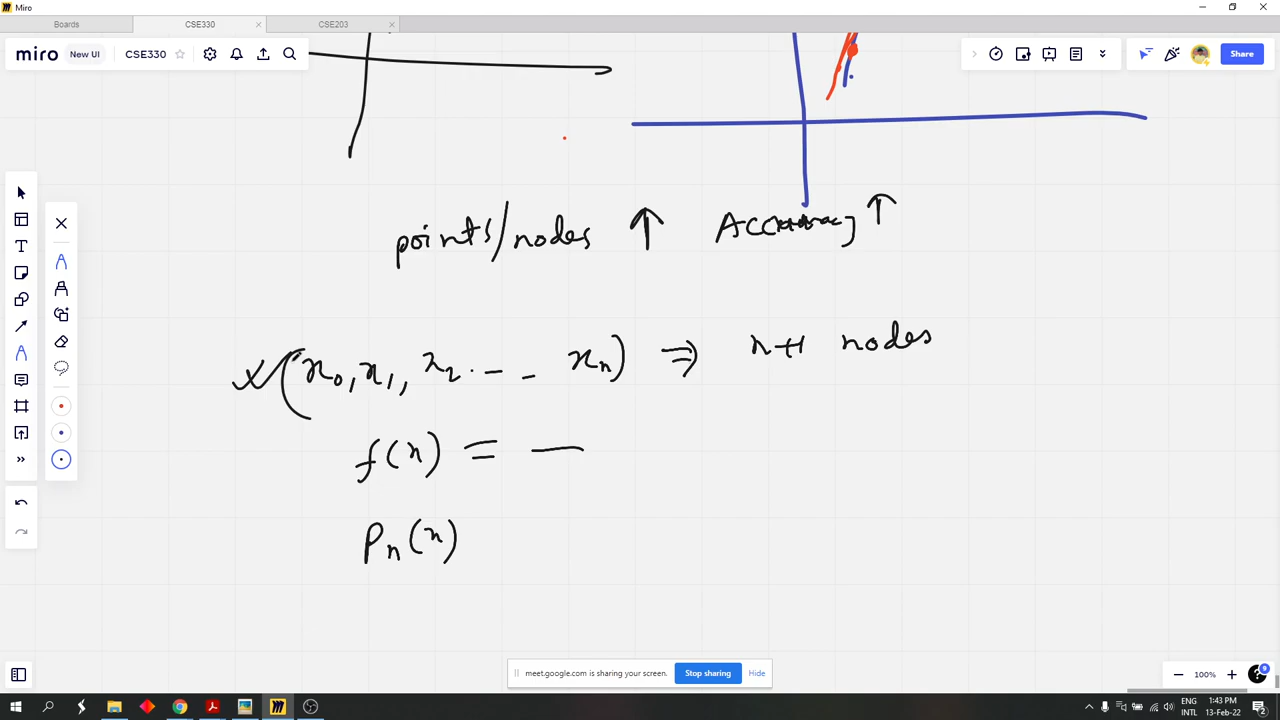 Miro
Boards
CSE330
CSE203
miro
New UI
CSE330
Share
points/nodes ↑ Accuracy ↑
(x₀, x₁, x₂ . - - xₙ) ⇒ n+1 nodes
f(x) = —
Pₙ(x)
meet.google.com is sharing your screen.
Stop sharing
Hide
100%
ENG
INTL
1:43 PM
13-Feb-22